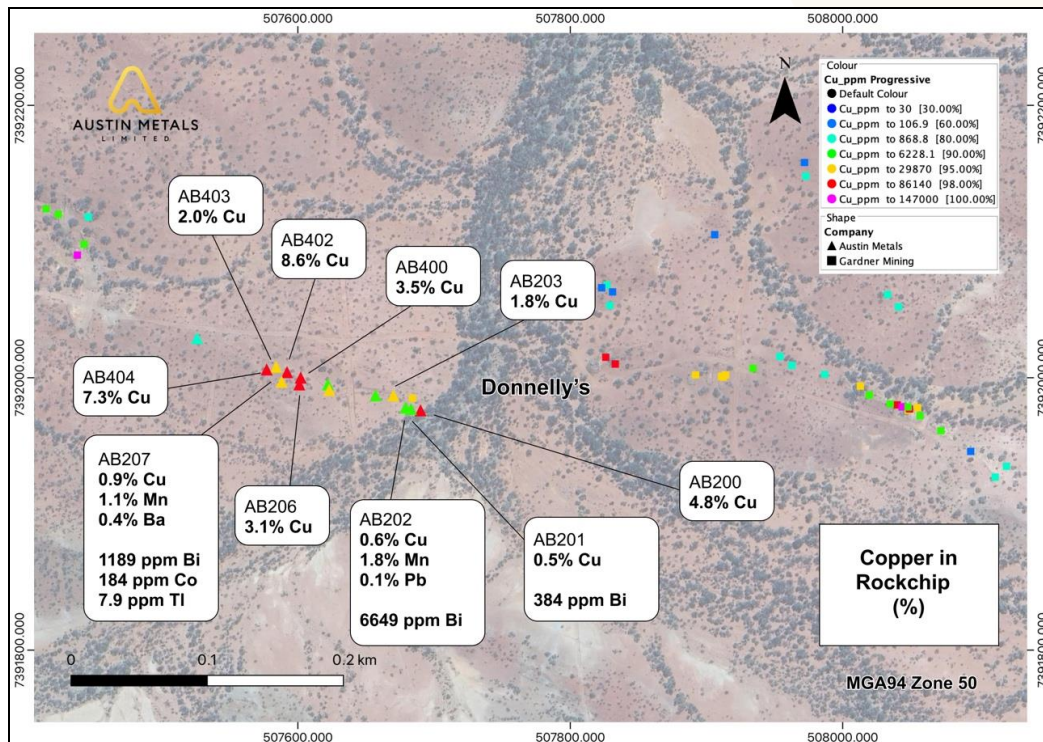 507600.000
507800.000
508000.000
7392200.000
7392200.000
AUSTIN METALS
LIMITED
N
Colour
Cu_ppm Progressive
Default Colour
Cu_ppm to 30 [30.00%]
Cu_ppm to 106.9 [60.00%]
Cu_ppm to 868.8 [80.00%]
Cu_ppm to 6228.1 [90.00%]
Cu_ppm to 29870 [95.00%]
Cu_ppm to 86140 [98.00%]
Cu_ppm to 147000 [100.00%]
Shape
Company
Austin Metals
Gardner Mining
AB403
2.0% Cu
AB402
8.6% Cu
AB400
3.5% Cu
AB203
1.8% Cu
AB404
7.3% Cu
Donnelly's
7392000.000
7392000.000
AB207
0.9% Cu
1.1% Mn
0.4% Ba
1189 ppm Bi
184 ppm Co
7.9 ppm Tl
AB206
3.1% Cu
AB202
0.6% Cu
1.8% Mn
0.1% Pb
6649 ppm Bi
AB201
0.5% Cu
384 ppm Bi
AB200
4.8% Cu
Copper in
Rockchip
(%)
7391800.000
7391800.000
0
0.1
0.2 km
MGA94 Zone 50
507600.000
507800.000
508000.000